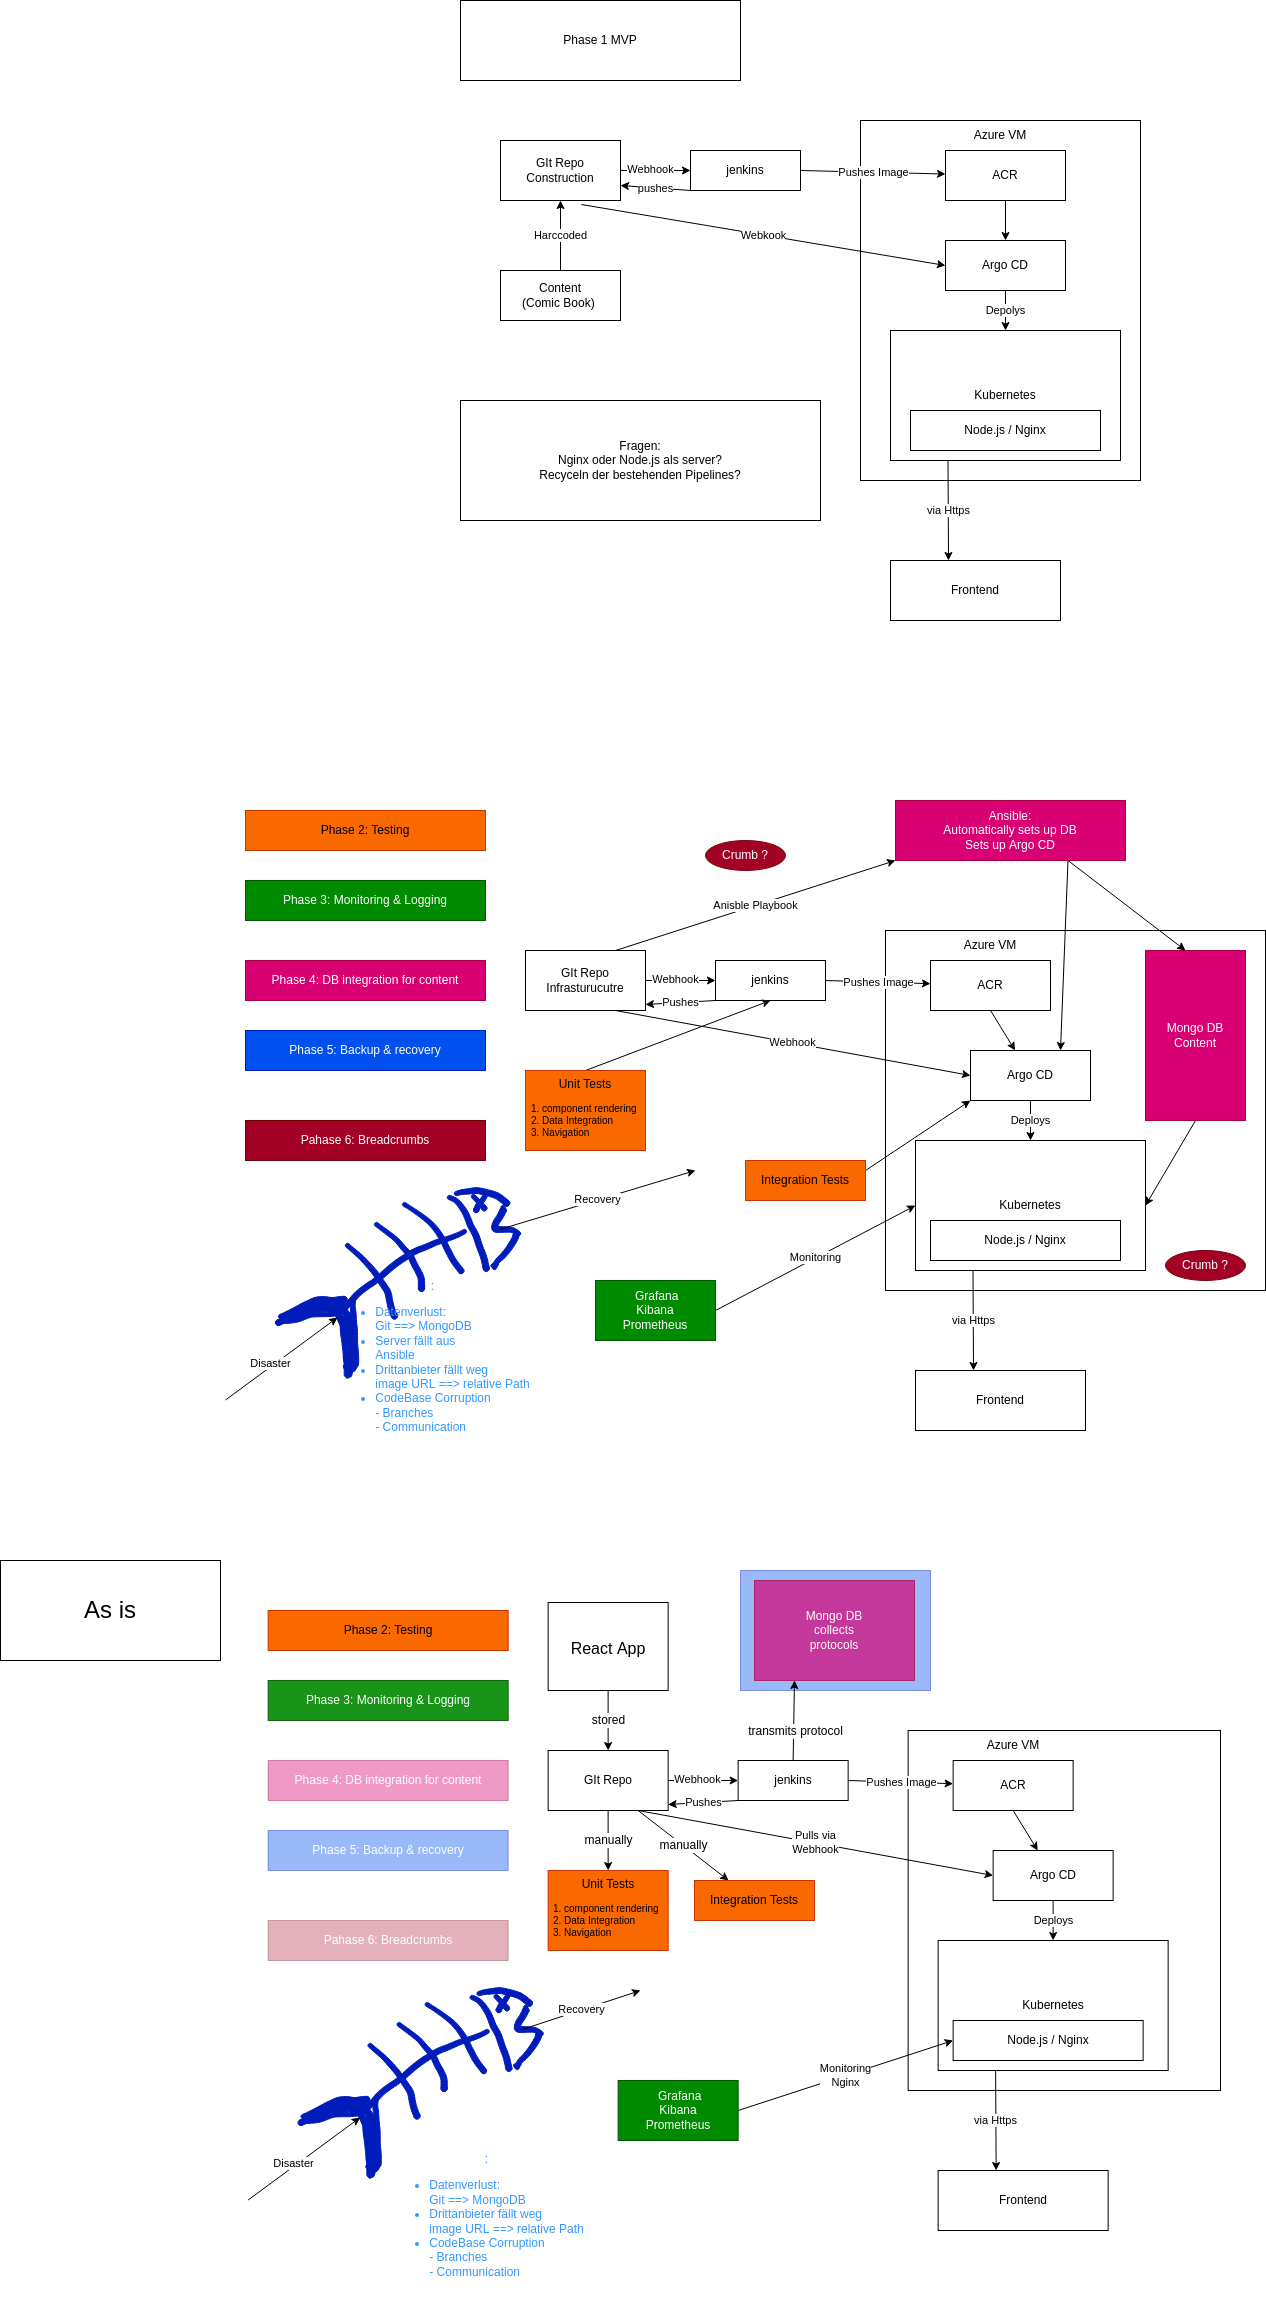 Phase 1 MVP
Azure VM
GIt Repo
Construction
Webhook
pushes
jenkins
Pushes Image
ACR
Harccoded
Webkook
Argo CD
Content
(Comic Book)
Depolys
Kubernetes
Node.js / Nginx
Fragen:
Nginx oder Node.js als server?
Recyceln der bestehenden Pipelines?
via Https
Frontend
Phase 2: Testing
Phase 3: Monitoring & Logging
Phase 4: DB integration for content
Phase 5: Backup & recovery
Pahase 6: Breadcrumbs
Crumb ?
Ansible:
Automatically sets up DB
Sets up Argo CD
Anisble Playbook
Azure VM
GIt Repo
Infrasturucutre
Webhook
Pushes
jenkins
Pushes Image
ACR
Mongo DB
Content
Webhook
Argo CD
Unit Tests
1. component rendering
2. Data Integration
3. Navigation
Deploys
Integration Tests
Recovery
Kubernetes
Node.js / Nginx
Monitoring
Crumb ?
Grafana
Kibana
Prometheus
via Https
Frontend
Disaster
:
• Datenverlust:
Git ==> MongoDB
• Server fällt aus
Ansible
• Drittanbieter fällt weg
image URL ==> relative Path
• CodeBase Corruption
- Branches
- Communication
As is
Phase 2: Testing
Phase 3: Monitoring & Logging
Phase 4: DB integration for content
Phase 5: Backup & recovery
Pahase 6: Breadcrumbs
React App
Mongo DB
collects
protocols
stored
transmits protocol
Azure VM
GIt Repo
Webhook
Pushes
jenkins
Pushes Image
ACR
manually
manually
Pulls via
Webhook
Argo CD
Unit Tests
1. component rendering
2. Data Integration
3. Navigation
Integration Tests
Deploys
Recovery
Kubernetes
Node.js / Nginx
Monitoring
Nginx
Grafana
Kibana
Prometheus
via Https
Frontend
Disaster
:
• Datenverlust:
Git ==> MongoDB
• Drittanbieter fällt weg
image URL ==> relative Path
• CodeBase Corruption
- Branches
- Communication